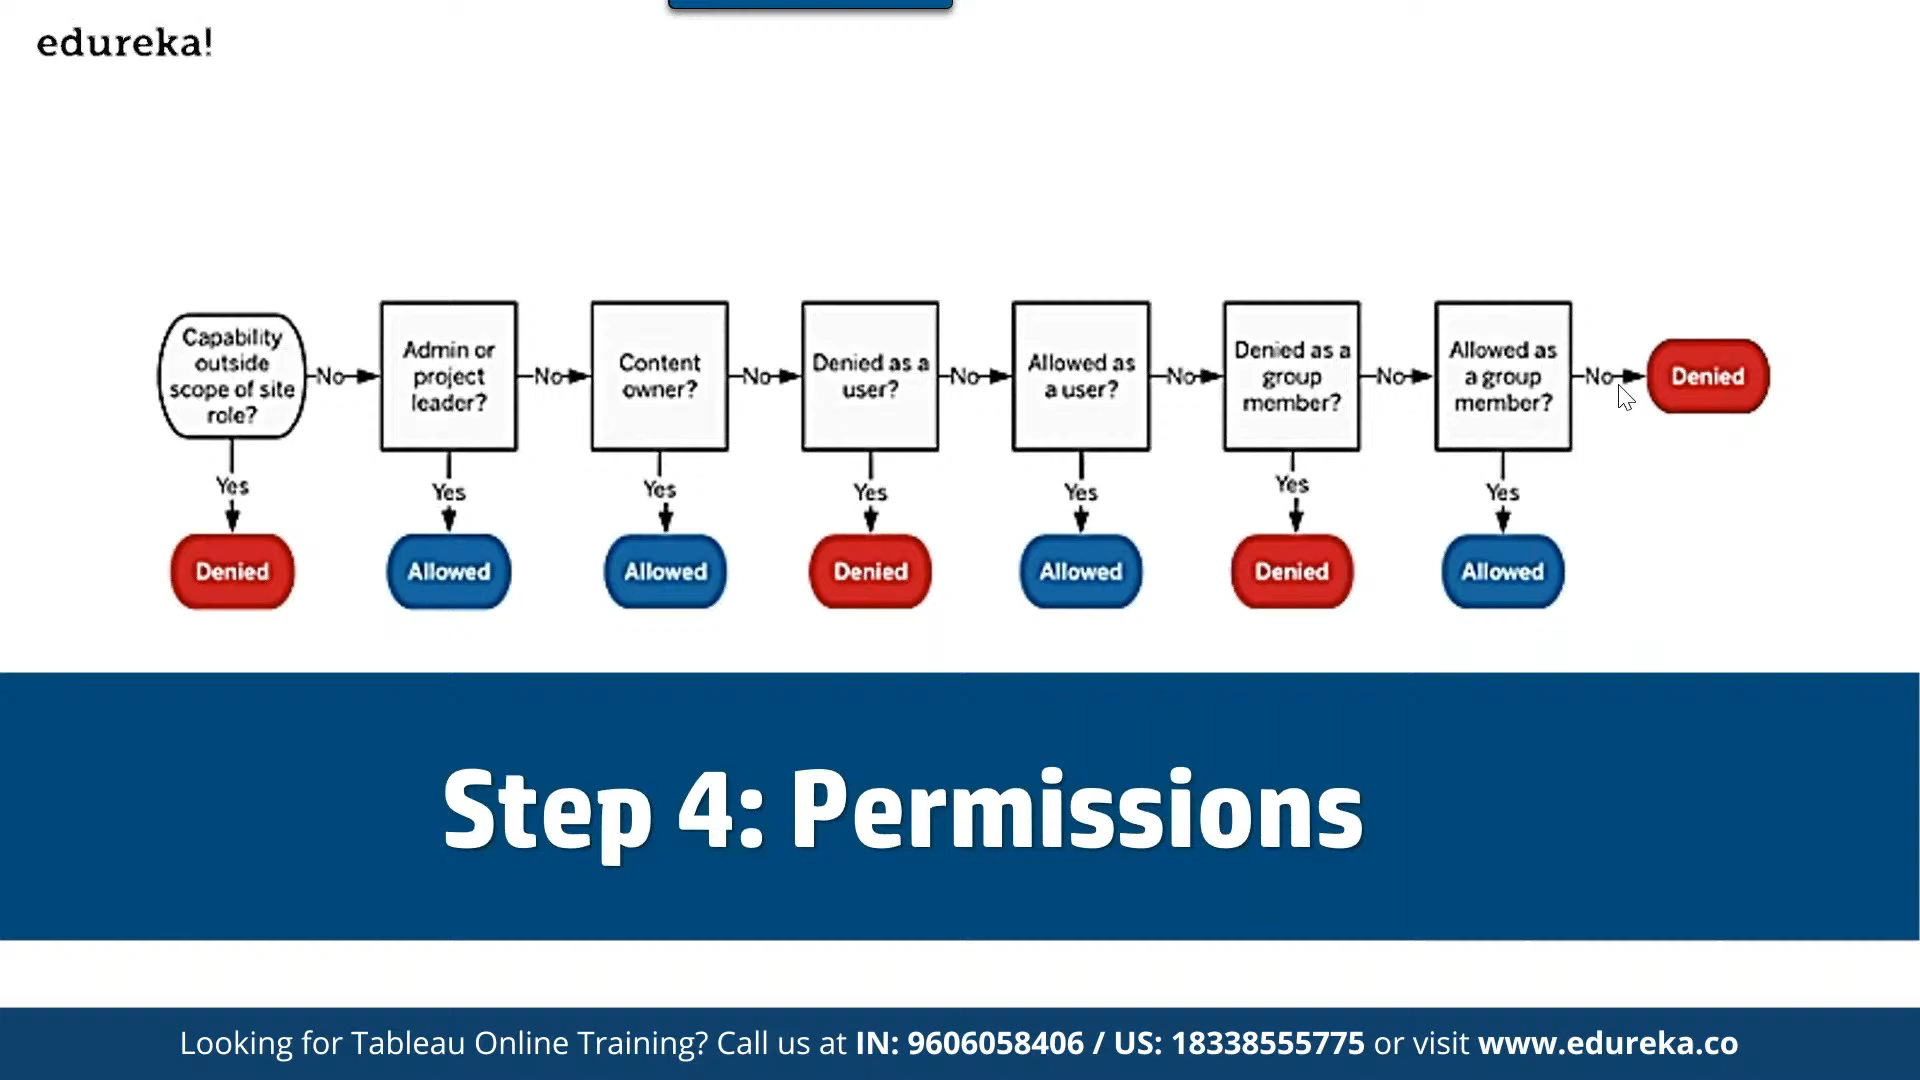 edureka!
Capability
outside
scope of site
role?
No
Admin or
project
leader?
No
Content
owner?
No
Denied as a
user?
No
Allowed as
a user?
No
Denied as a
group
member?
No
Allowed as
a group
member?
No
Denied
Yes
Yes
Yes
Yes
Yes
Yes
Yes
Denied
Allowed
Allowed
Denied
Allowed
Denied
Allowed
Step 4: Permissions
Looking for Tableau Online Training? Call us at IN: 9606058406 / US: 18338555775 or visit www.edureka.co